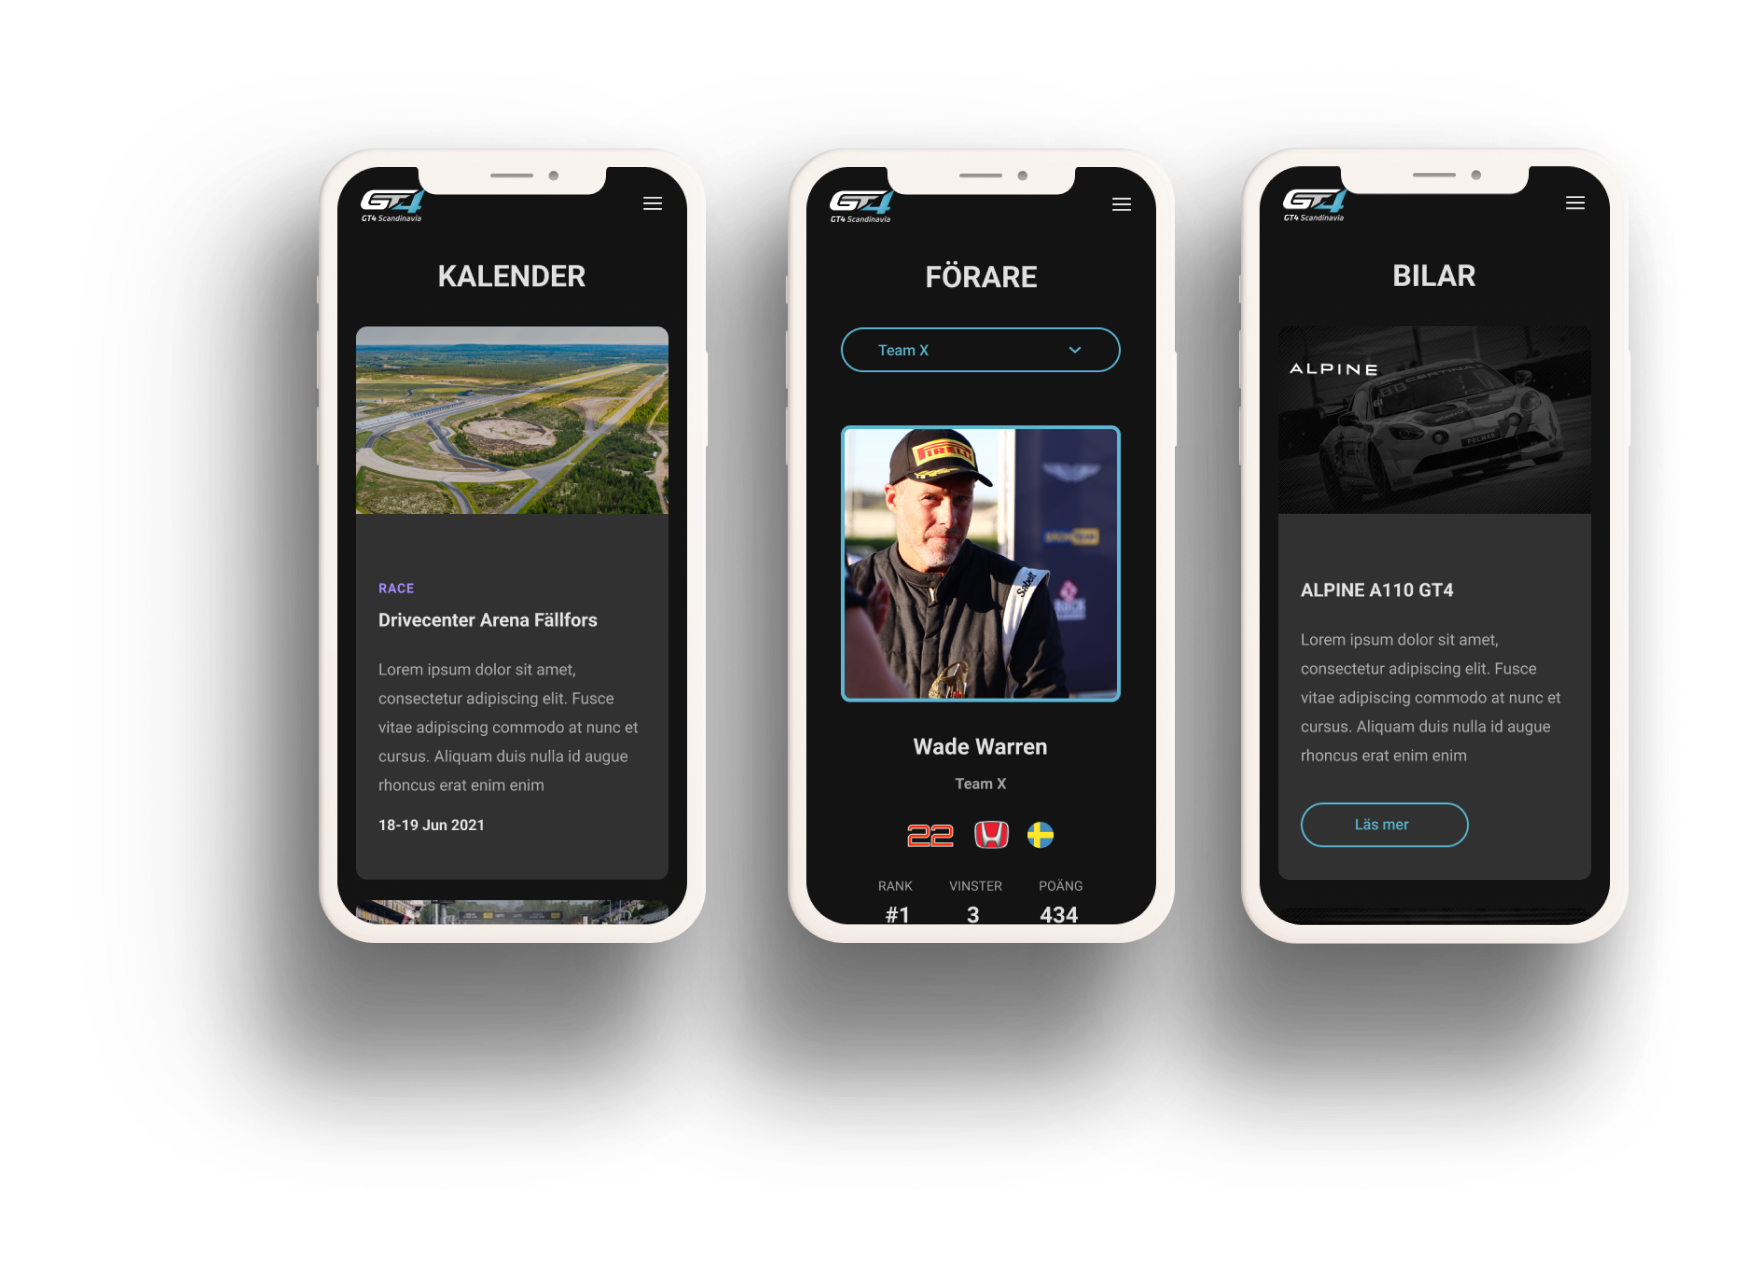 GT4
GT4 Scandinavia
KALENDER
RACE
Drivecenter Arena Fällfors
Lorem ipsum dolor sit amet,
consectetur adipiscing elit. Fusce
vitae adipiscing commodo at nunc et
cursus. Aliquam duis nulla id augue
rhoncus erat enim enim
18-19 Jun 2021
GT4
GT4 Scandinavia
FÖRARE
Team X
PIRELLI
Sabelt
Wade Warren
Team X
22
RANK
VINSTER
POÄNG
#1
3
434
GT4
GT4 Scandinavia
BILAR
ALPINE
ALPINE A110 GT4
Lorem ipsum dolor sit amet,
consectetur adipiscing elit. Fusce
vitae adipiscing commodo at nunc et
cursus. Aliquam duis nulla id augue
rhoncus erat enim enim
Läs mer